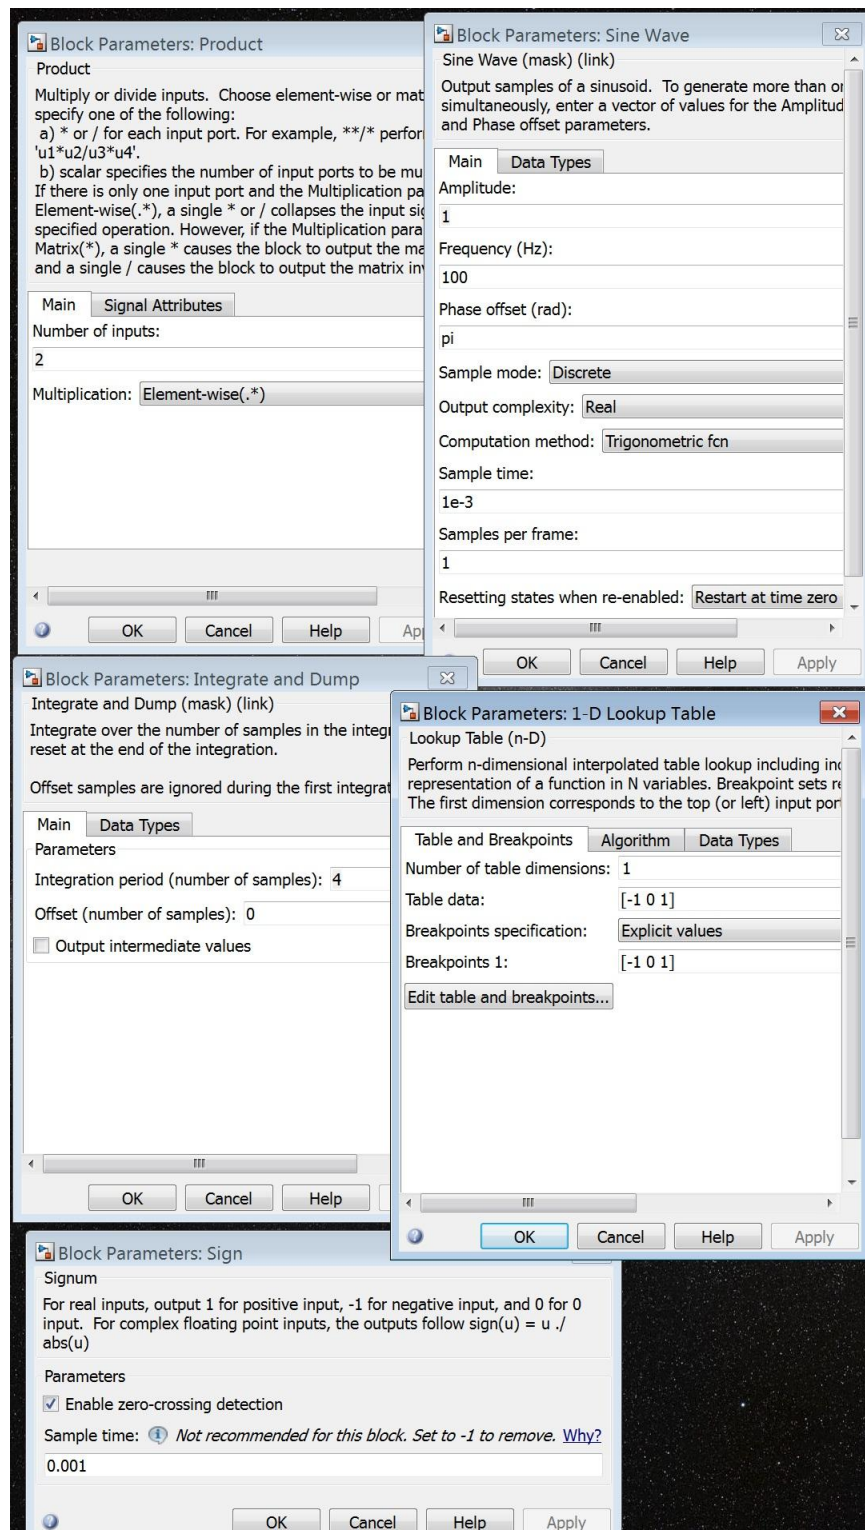 Block Parameters: Product
Product
Multiply or divide inputs.  Choose element-wise or mat
specify one of the following:
a) * or / for each input port. For example, **/* perfor
'u1*u2/u3*u4'.
b) scalar specifies the number of input ports to be mu
If there is only one input port and the Multiplication pa
Element-wise(.*), a single * or / collapses the input sig
specified operation. However, if the Multiplication para
Matrix(*), a single * causes the block to output the ma
and a single / causes the block to output the matrix inv
Main Signal Attributes
Number of inputs:
2
Multiplication: Element-wise(.*)
OK Cancel Help App
Block Parameters: Sine Wave
Sine Wave (mask) (link)
Output samples of a sinusoid.  To generate more than or
simultaneously, enter a vector of values for the Amplitud
and Phase offset parameters.
Main Data Types
Amplitude:
1
Frequency (Hz):
100
Phase offset (rad):
pi
Sample mode: Discrete
Output complexity: Real
Computation method: Trigonometric fcn
Sample time:
1e-3
Samples per frame:
1
Resetting states when re-enabled: Restart at time zero
OK Cancel Help Apply
Block Parameters: Integrate and Dump
Integrate and Dump (mask) (link)
Integrate over the number of samples in the integr
reset at the end of the integration.
Offset samples are ignored during the first integrat
Main Data Types
Parameters
Integration period (number of samples): 4
Offset (number of samples): 0
Output intermediate values
OK Cancel Help
Block Parameters: 1-D Lookup Table
Lookup Table (n-D)
Perform n-dimensional interpolated table lookup including ind
representation of a function in N variables. Breakpoint sets re
The first dimension corresponds to the top (or left) input port
Table and Breakpoints Algorithm Data Types
Number of table dimensions: 1
Table data: [-1 0 1]
Breakpoints specification: Explicit values
Breakpoints 1: [-1 0 1]
Edit table and breakpoints...
OK Cancel Help Apply
Block Parameters: Sign
Signum
For real inputs, output 1 for positive input, -1 for negative input, and 0 for 0
input.  For complex floating point inputs, the outputs follow sign(u) = u ./
abs(u)
Parameters
Enable zero-crossing detection
Sample time: Not recommended for this block. Set to -1 to remove. Why?
0.001
OK Cancel Help Apply